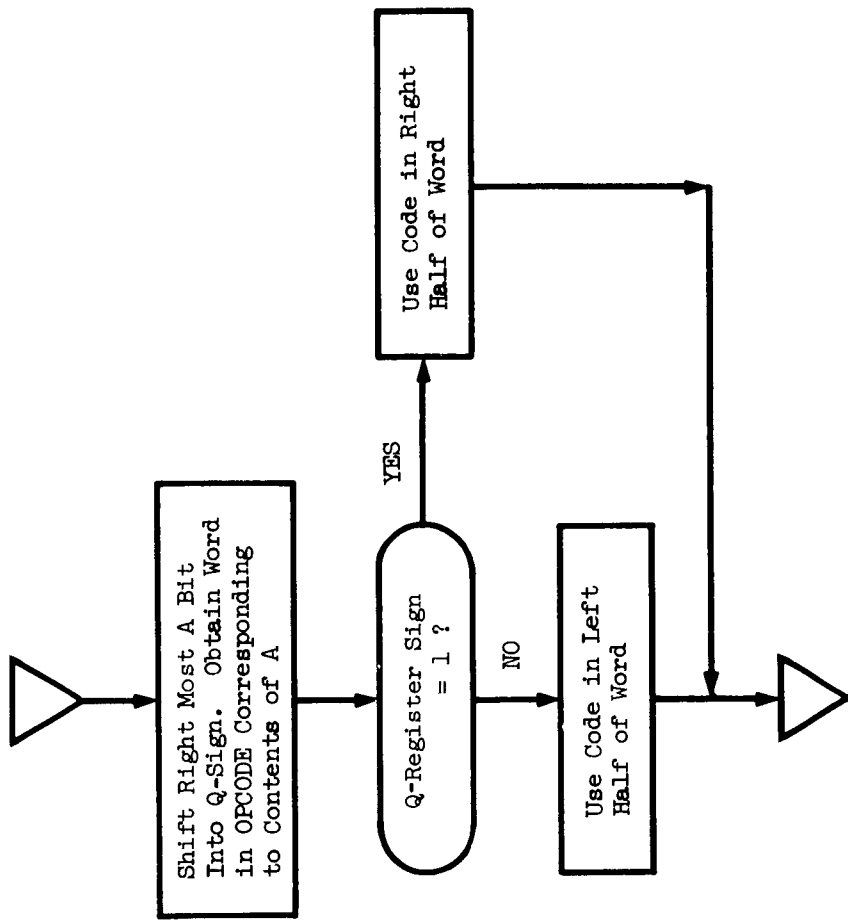 Shift Right Most A Bit
Into Q-Sign. Obtain Word
in OPCODE Corresponding
to Contents of A
Q-Register Sign
= 1 ?
YES
Use Code in Right
Half of Word
NO
Use Code in Left
Half of Word